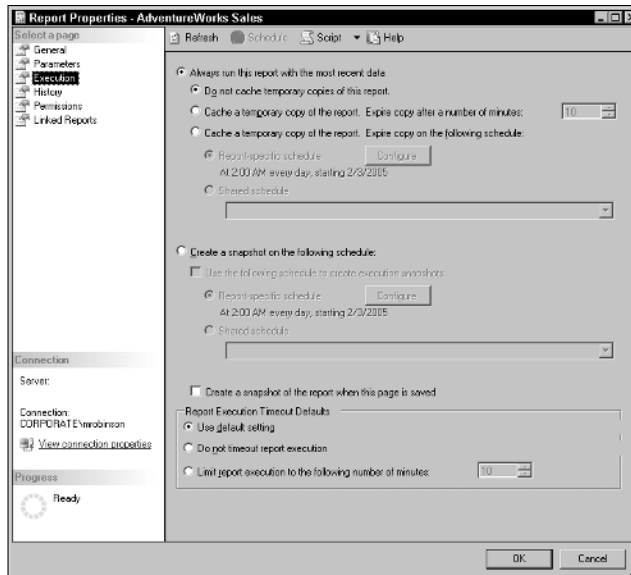 Report Properties - AdventureWorks Sales
Select a page
General
Parameters
Execution
History
Permissions
Linked Reports
Refresh Schedule Script Help
Always run this report with the most recent data
Do not cache temporary copies of this report.
Cache a temporary copy of the report. Expire copy after a number of minutes: 10
Cache a temporary copy of the report. Expire copy on the following schedule:
Report-specific schedule Configure
At 2:00 AM every day, starting 2/3/2005
Shared schedule
Create a snapshot on the following schedule:
Use the following schedule to create execution snapshots:
Report-specific schedule Configure
At 2:00 AM every day, starting 2/3/2005
Shared schedule
Create a snapshot of the report when this page is saved
Report Execution Timeout Defaults
Use default setting
Do not timeout report execution
Limit report execution to the following number of minutes: 10
Connection
Server:
Connection:
CORPORATE\mrobinson
View connection properties
Progress
Ready
OK Cancel